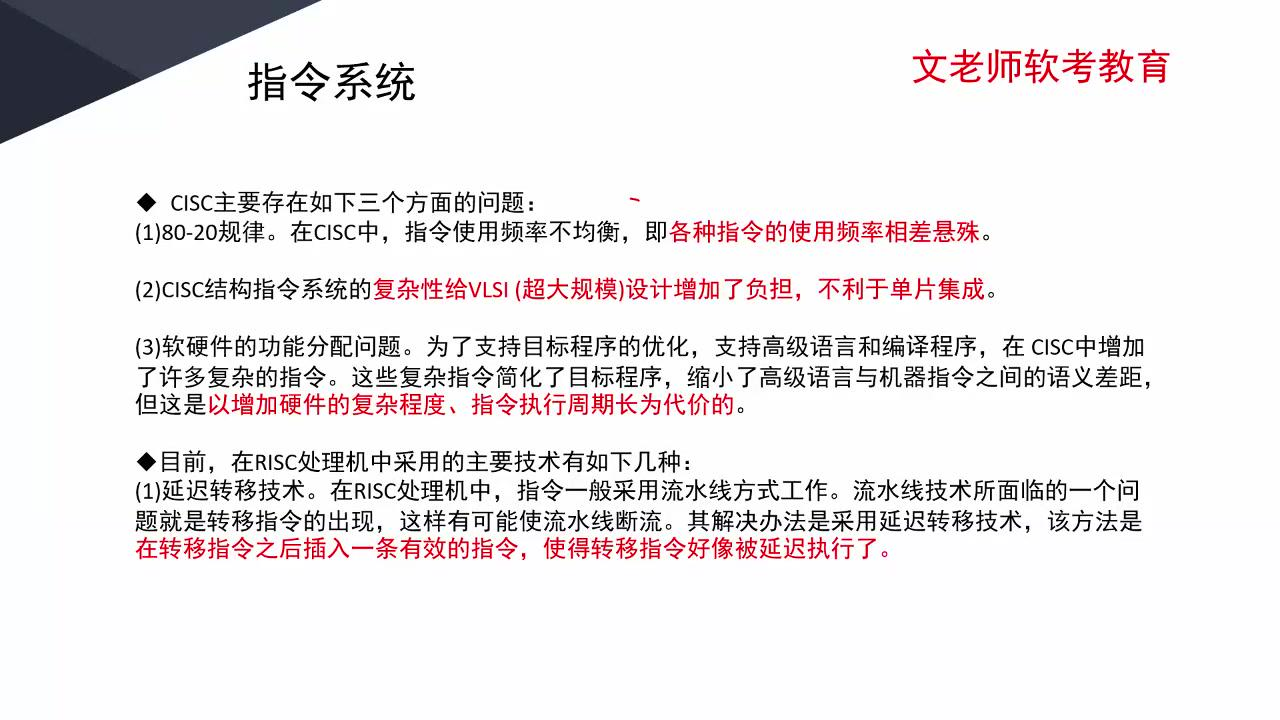 指令系统
文老师软考教育
◆ CISC主要存在如下三个方面的问题：
(1)80-20规律。在CISC中，指令使用频率不均衡，即各种指令的使用频率相差悬殊。
(2)CISC结构指令系统的复杂性给VLSI (超大规模)设计增加了负担，不利于单片集成。
(3)软硬件的功能分配问题。为了支持目标程序的优化，支持高级语言和编译程序，在 CISC中增加
了许多复杂的指令。这些复杂指令简化了目标程序，缩小了高级语言与机器指令之间的语义差距，
但这是以增加硬件的复杂程度、指令执行周期长为代价的。
◆目前，在RISC处理机中采用的主要技术有如下几种：
(1)延迟转移技术。在RISC处理机中，指令一般采用流水线方式工作。流水线技术所面临的一个问
题就是转移指令的出现，这样有可能使流水线断流。其解决办法是采用延迟转移技术，该方法是
在转移指令之后插入一条有效的指令，使得转移指令好像被延迟执行了。